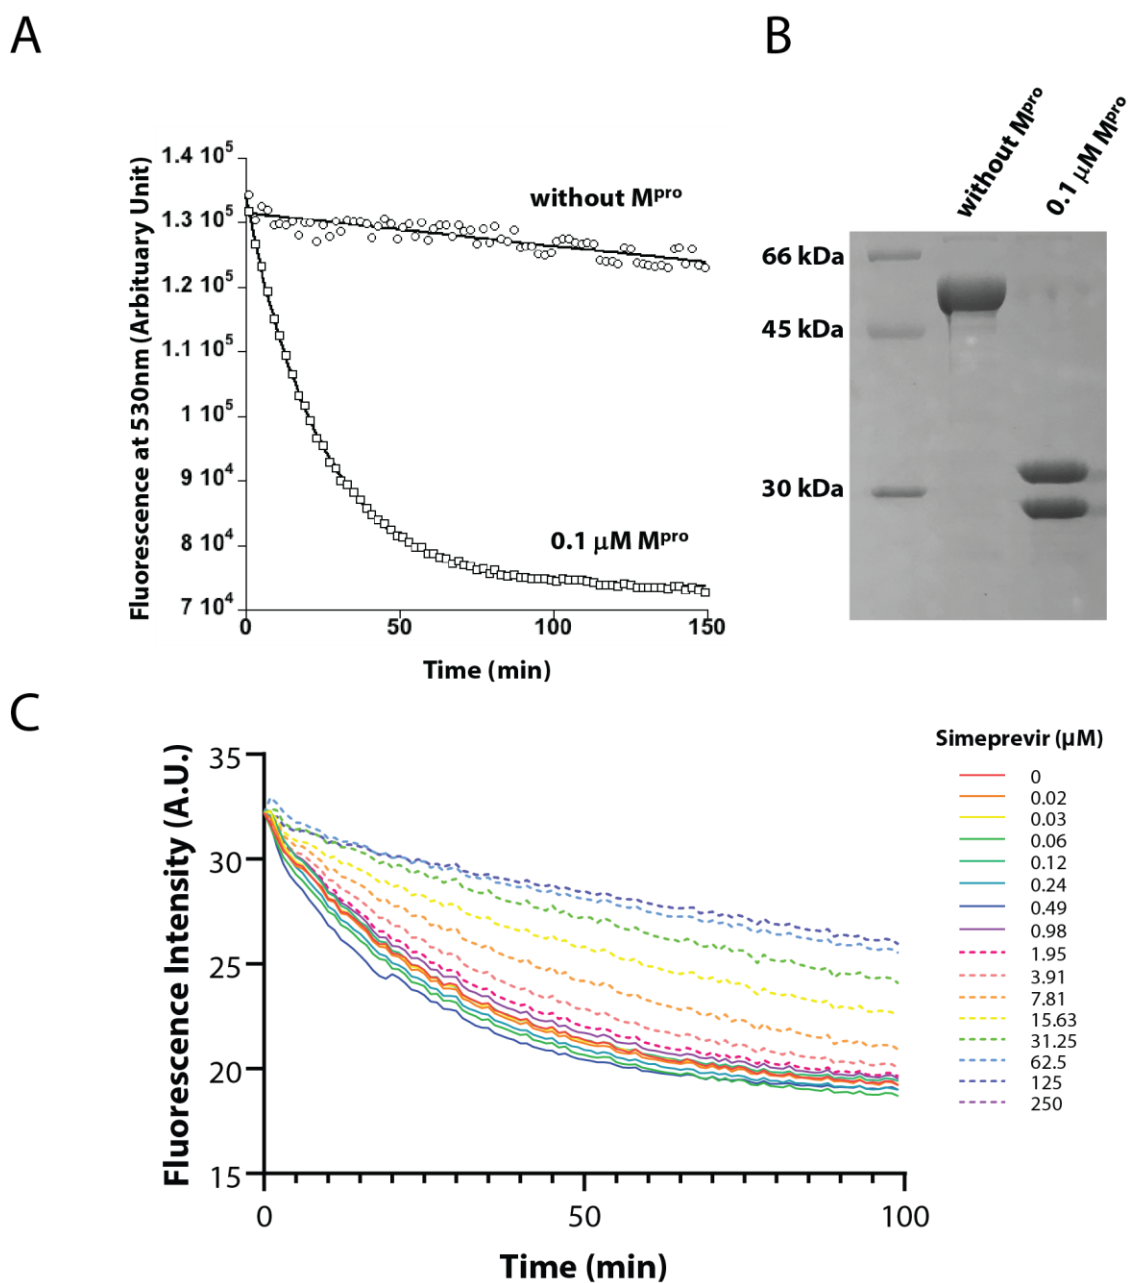 A
B
Fluorescence at 530nm (Arbituary Unit)
1.4 10⁵
1.3 10⁵
1.2 10⁵
1.1 10⁵
1 10⁵
9 10⁴
8 10⁴
7 10⁴
without Mᵖʳᵒ
0.1 μM Mᵖʳᵒ
0
50
100
150
Time (min)
without Mᵖʳᵒ
0.1 μM Mᵖʳᵒ
66 kDa
45 kDa
30 kDa
C
Fluorescence Intensity (A.U.)
35
30
25
20
15
0
50
100
Time (min)
Simeprevir (μM)
0
0.02
0.03
0.06
0.12
0.24
0.49
0.98
1.95
3.91
7.81
15.63
31.25
62.5
125
250